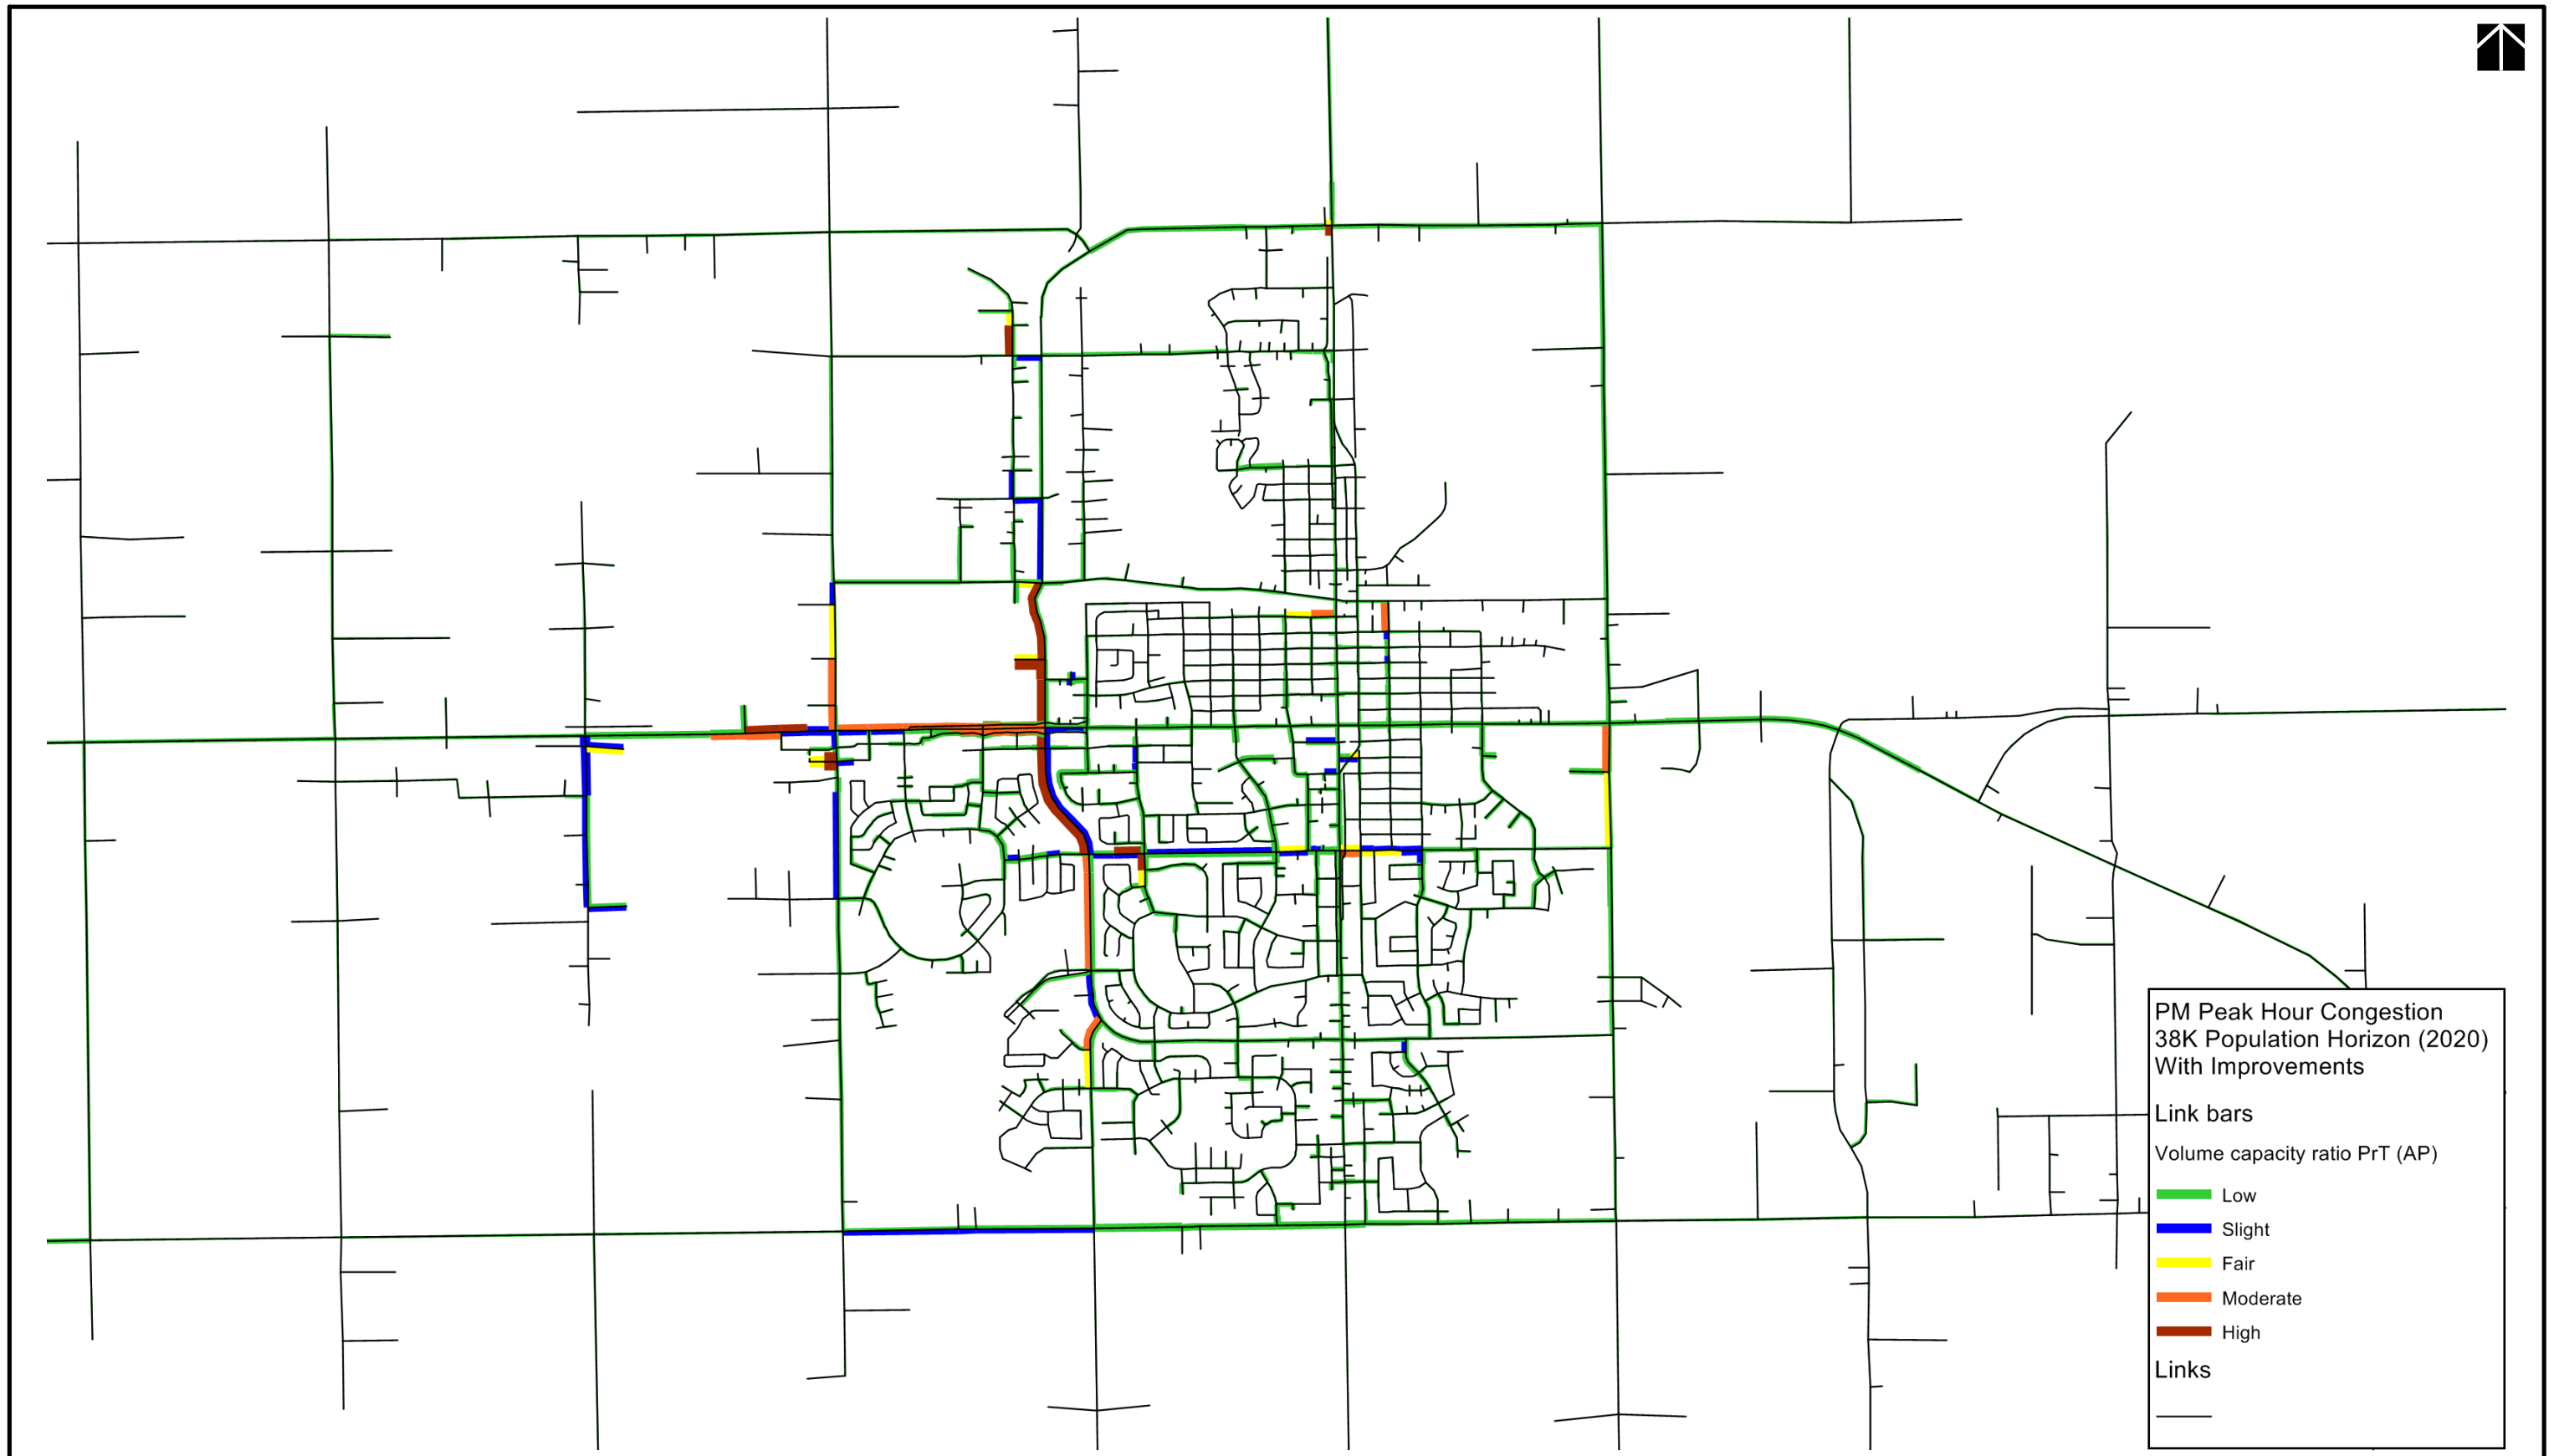 PM Peak Hour Congestion
38K Population Horizon (2020)
With Improvements
Link bars
Volume capacity ratio PrT (AP)
Low
Slight
Fair
Moderate
High
Links